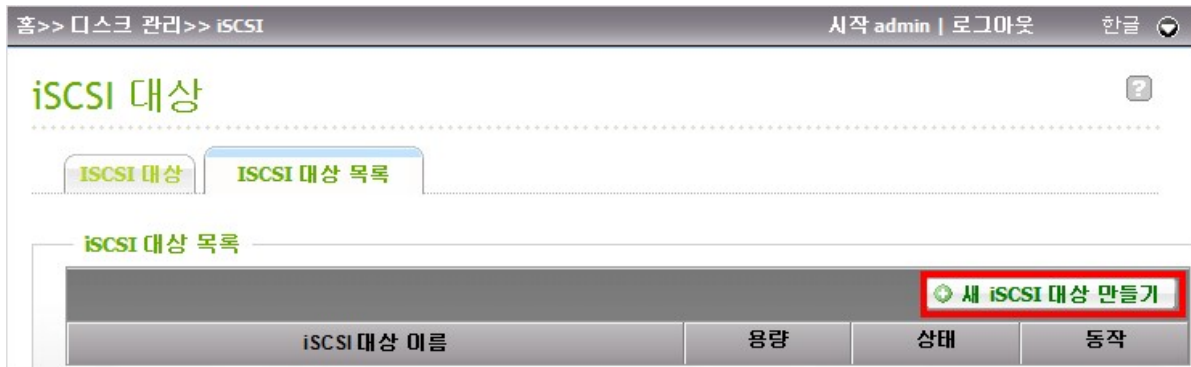 홈>> 디스크 관리>> iSCSI 시작 admin | 로그아웃 한글
iSCSI 대상
?
ISCSI 대상 ISCSI 대상 목록
iSCSI 대상 목록
새 iSCSI 대상 만들기
iSCSI 대상 이름 용량 상태 동작